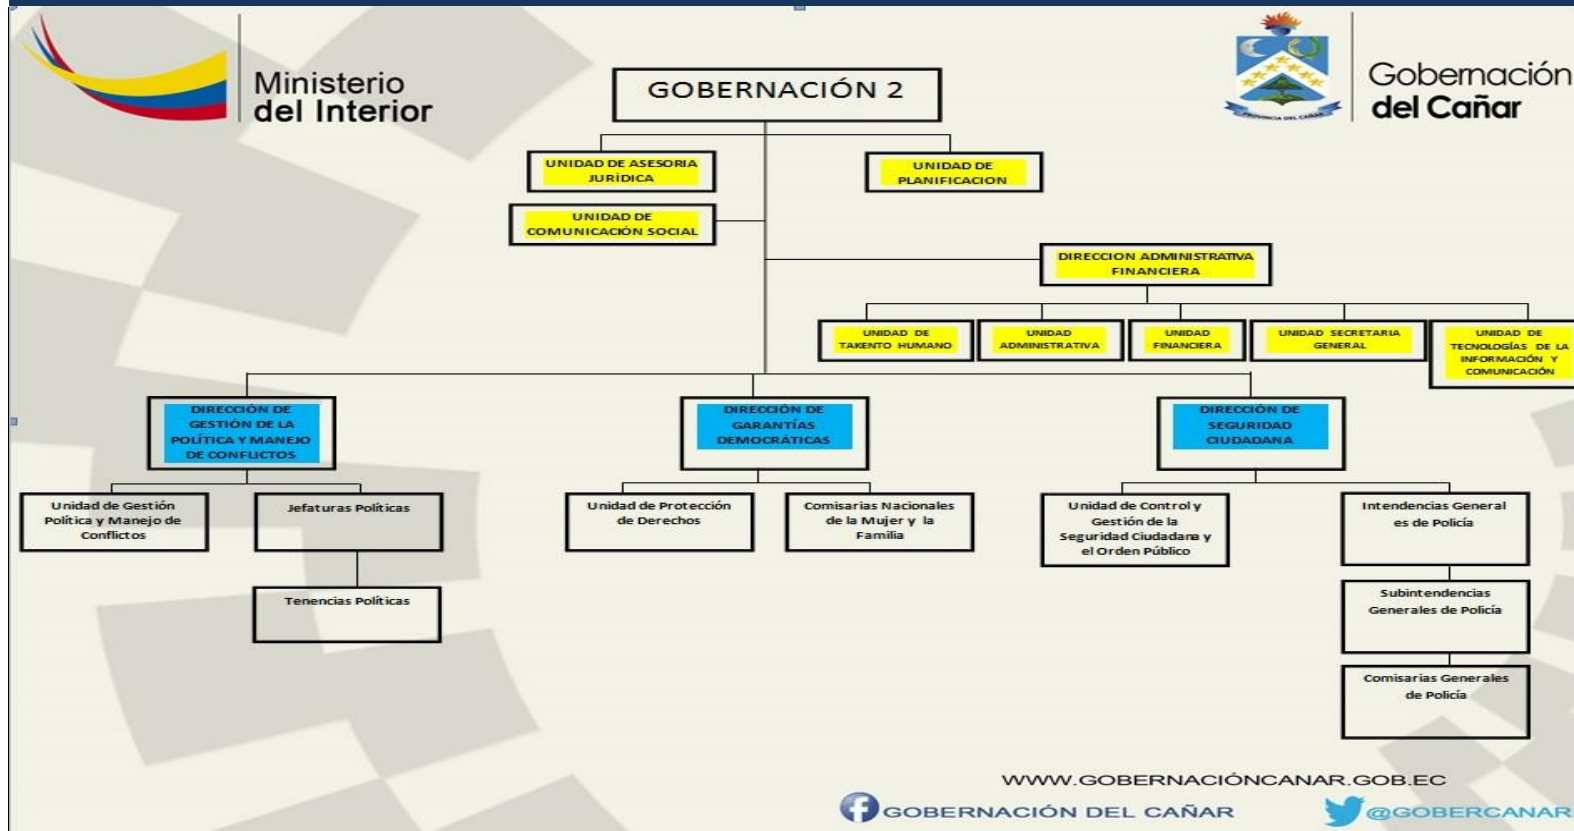 Ministerio
del Interior
GOBERNACIÓN 2
PROVINCIA DEL CAÑAR
Gobernación
del Cañar
UNIDAD DE ASESORIA
JURÍDICA
UNIDAD DE
PLANIFICACION
UNIDAD DE
COMUNICACIÓN SOCIAL
DIRECCION ADMINISTRATIVA
FINANCIERA
UNIDAD DE
TAKENTO HUMANO
UNIDAD
ADMINISTRATIVA
UNIDAD
FINANCIERA
UNIDAD SECRETARIA
GENERAL
UNIDAD DE
TECNOLOGÍAS DE LA
INFORMACIÓN Y
COMUNICACIÓN
DIRECCIÓN DE
GESTIÓN DE LA
POLÍTICA Y MANEJO
DE CONFLICTOS
DIRECCIÓN DE
GARANTÍAS
DEMOCRÁTICAS
DIRECCIÓN DE
SEGURIDAD
CIUDADANA
Unidad de Gestión
Política y Manejo de
Conflictos
Jefaturas Políticas
Unidad de Protección
de Derechos
Comisarias Nacionales
de la Mujer y la
Familia
Unidad de Control y
Gestión de la
Seguridad Ciudadana y
el Orden Público
Intendencias General
es de Policía
Tenencias Políticas
Subintendencias
Generales de Policía
Comisarias Generales
de Policía
WWW.GOBERNACIÓNCANAR.GOB.EC
GOBERNACIÓN DEL CAÑAR
@GOBERCANAR